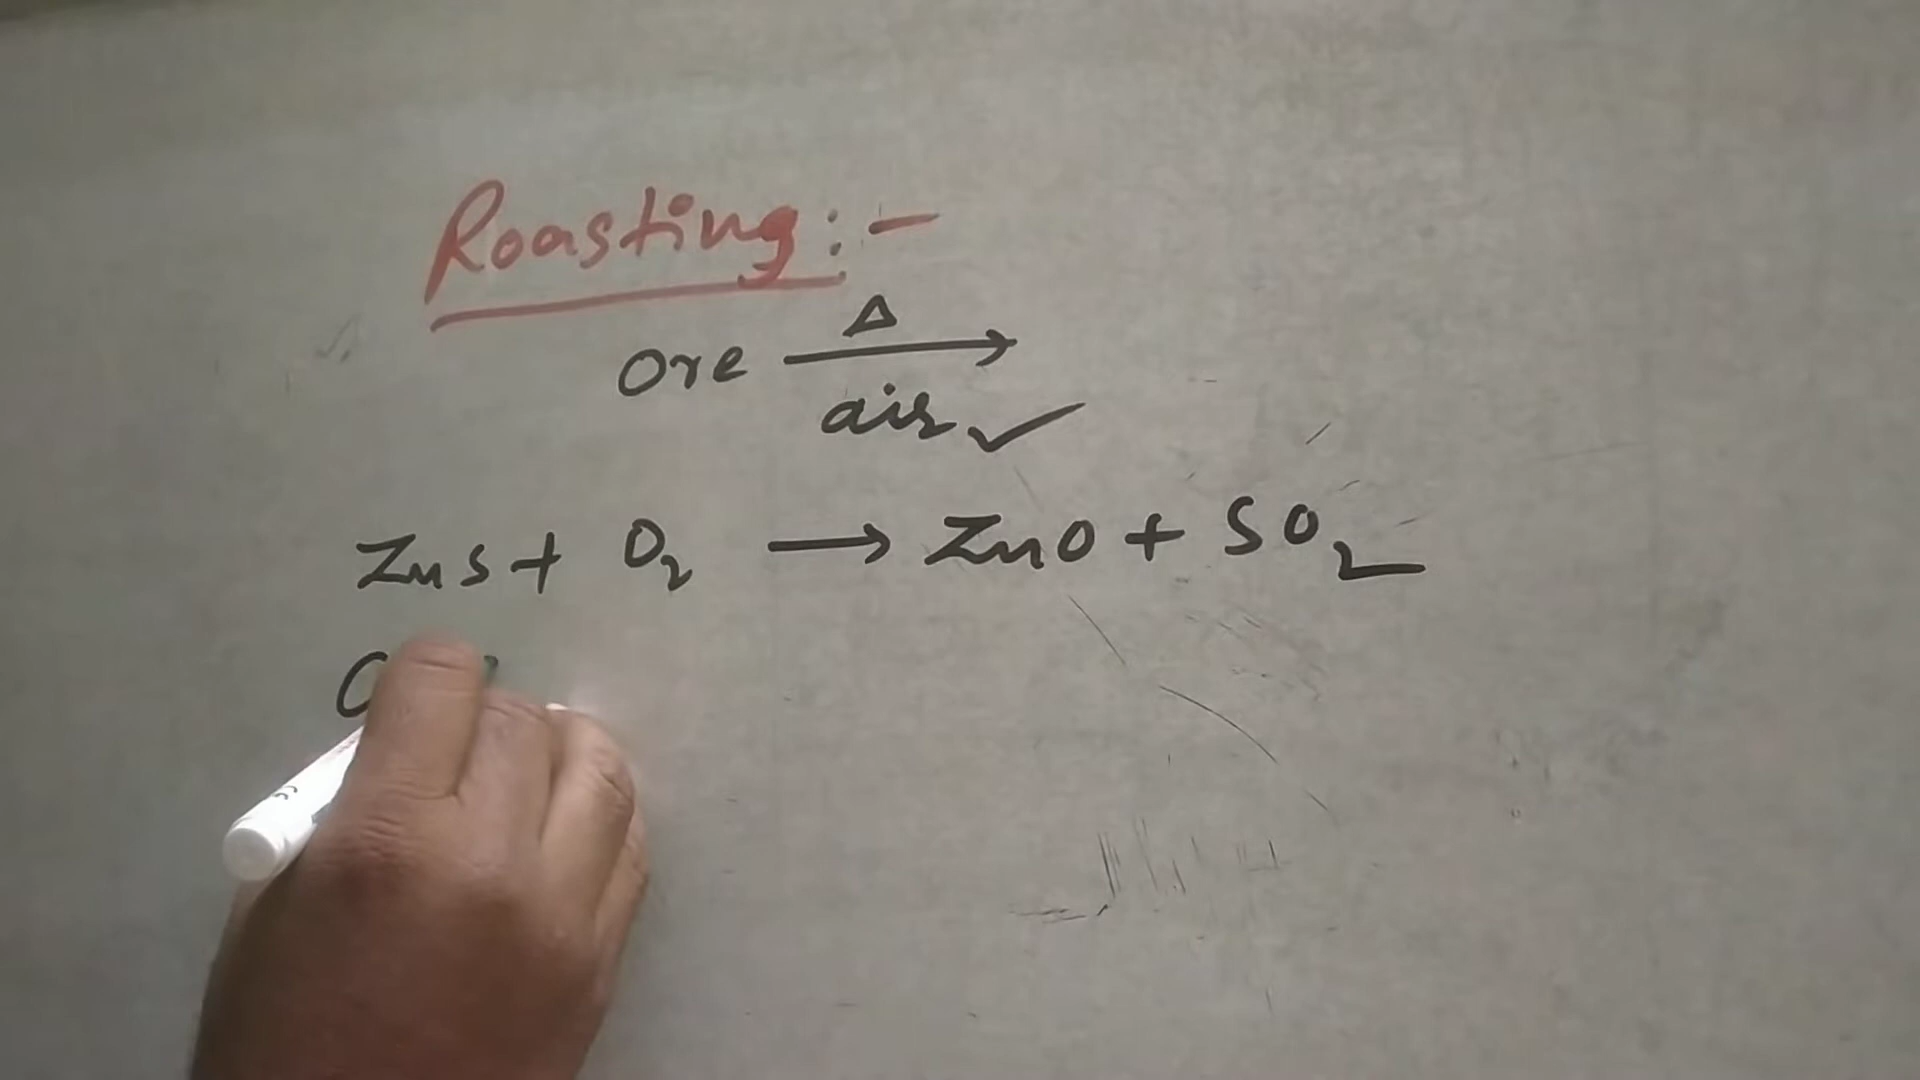 Roasting:-
Ore Δ→
air ✓
ZnS + O₂ → ZnO + SO₂
C